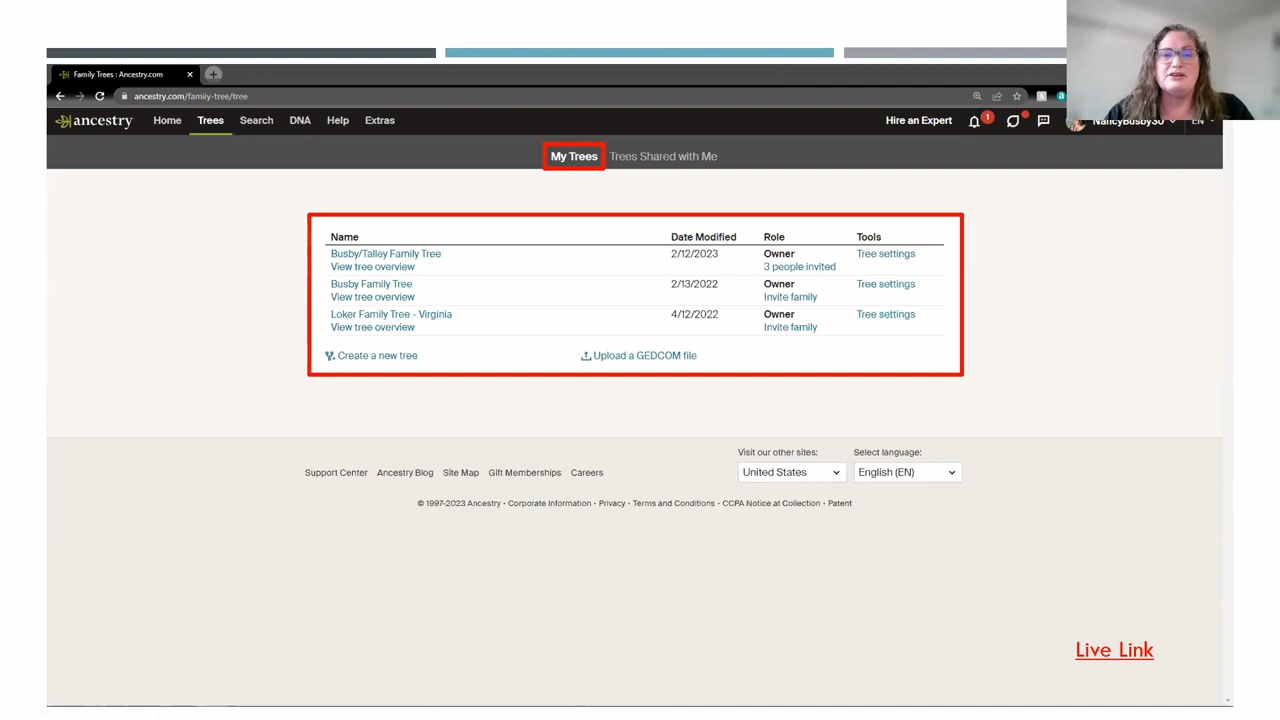 Family Trees : Ancestry.com
ancestry.com/family-tree/tree
ancestry Home Trees Search DNA Help Extras Hire an Expert 1 NancyBusby30 EN
My Trees Trees Shared with Me
Name Date Modified Role Tools
Busby/Talley Family Tree 2/12/2023 Owner Tree settings
View tree overview 3 people invited
Busby Family Tree 2/13/2022 Owner Tree settings
View tree overview Invite family
Loker Family Tree - Virginia 4/12/2022 Owner Tree settings
View tree overview Invite family
Create a new tree Upload a GEDCOM file
Visit our other sites: Select language:
Support Center Ancestry Blog Site Map Gift Memberships Careers United States English (EN)
© 1997-2023 Ancestry · Corporate Information · Privacy · Terms and Conditions · CCPA Notice at Collection · Patent
Live Link